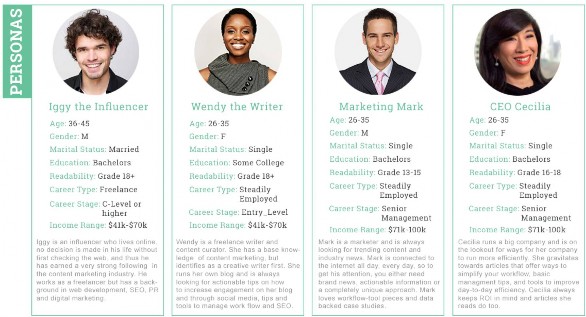 PERSONAS
Iggy the Influencer
Age: 36-45
Gender: M
Marital Status: Married
Education: Bachelors
Readability: Grade 18+
Career Type: Freelance
Career Stage: C-Level or
higher
Income Range: $41k-$70k
Iggy is an influencer who lives online,
no decision is made in his life without
first checking the web, and thus he
has earned a very strong following in
the content marketing industry. He
works as a freelancer but has a back-
ground in web development, SEO, PR
and digital marketing.
Wendy the Writer
Age: 26-35
Gender: F
Marital Status: Single
Education: Some College
Readability: Grade 18+
Career Type: Steadily
Employed
Career Stage: Entry_Level
Income Range: $41k-$70k
Wendy is a freelance writer and
content curator. She has a base know-
ledge of content marketing, but
identifies as a creative writer first. She
runs her own blog and is always
looking for actionable tips on how
to increase engagement on her blog
and through social media, tips and
tools to manage work flow and SEO.
Marketing Mark
Age: 26-35
Gender: M
Marital Status: Single
Education: Bachelors
Readability: Grade 13-15
Career Type: Steadily
Employed
Career Stage: Senior
Management
Income Range: $71k-100k
Mark is a marketer and is always
looking for trending content and
industry news. Mark is connected to
the internet all day, every day, so to
get his attention, you either need
brand news, actionable information or
a completely unique approach. Mark
loves workflow-tool pieces and data
backed case studies.
CEO Cecilia
Age: 26-35
Gender: F
Marital Status: Single
Education: Bachelors
Readability: Grade 16-18
Career Type: Steadily
Employed
Career Stage: Senior
Management
Income Range: $71k-100k
Cecilia runs a big company and is on
the lookout for ways for her company
to run more efficiently. She gravitates
towards articles that offer ways to
simplify your workflow, basic
managment tips, and tools to improve
day-to-day efficiency. Cecilia always
keeps ROI in mind and articles she
reads do too.